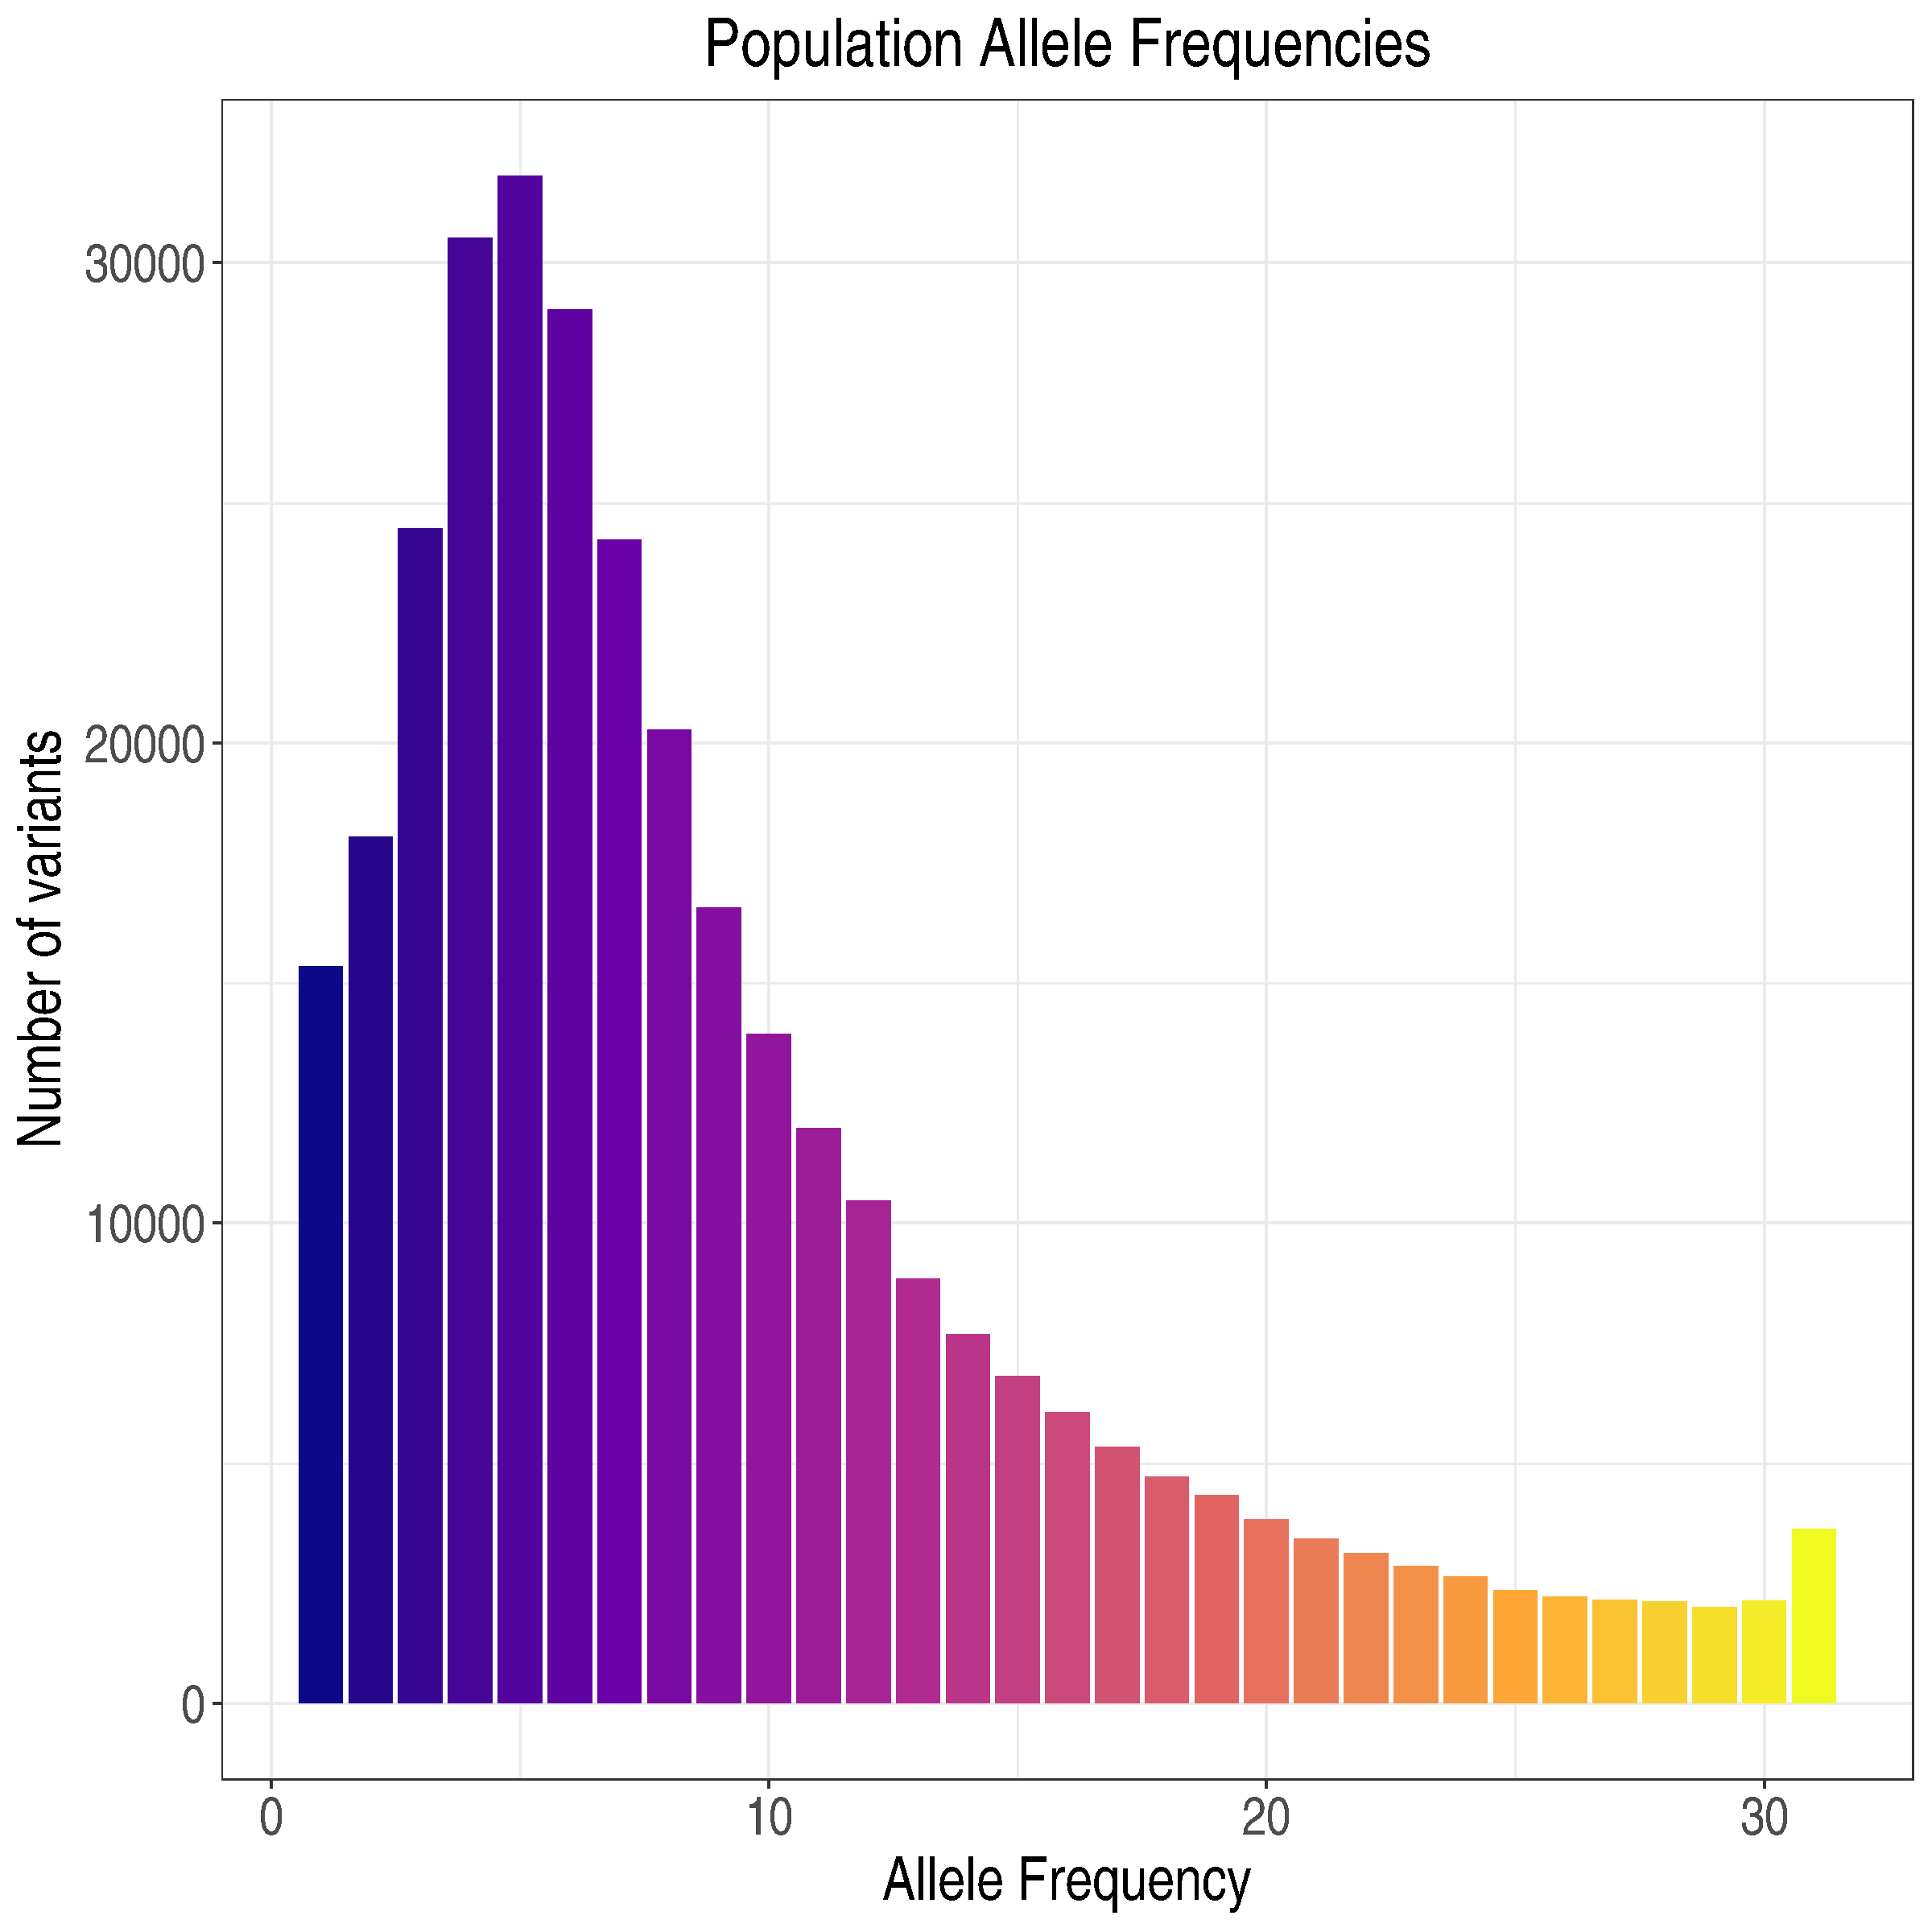 Population Allele Frequencies
Number of variants
30000
20000
10000
0
0 10 20 30
Allele Frequency